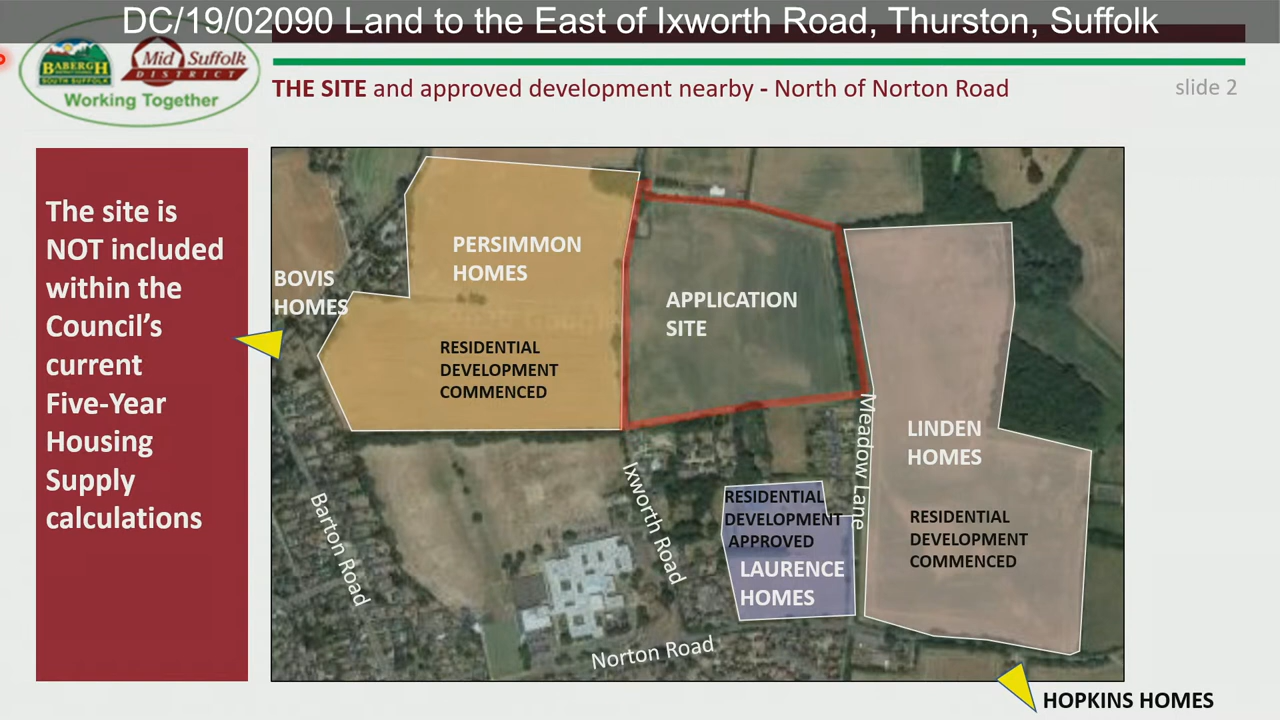 DC/19/02090 Land to the East of Ixworth Road, Thurston, Suffolk
BABERGH
DISTRICT COUNCIL
SOUTH SUFFOLK
Mid Suffolk
DISTRICT
Working Together
THE SITE and approved development nearby - North of Norton Road
slide 2
The site is
NOT included
within the
Council's
current
Five-Year
Housing
Supply
calculations
BOVIS
HOMES
PERSIMMON
HOMES
RESIDENTIAL
DEVELOPMENT
COMMENCED
APPLICATION
SITE
LINDEN
HOMES
RESIDENTIAL
DEVELOPMENT
COMMENCED
Meadow Lane
RESIDENTIAL
DEVELOPMENT
APPROVED
LAURENCE
HOMES
Barton Road
Ixworth Road
Norton Road
HOPKINS HOMES